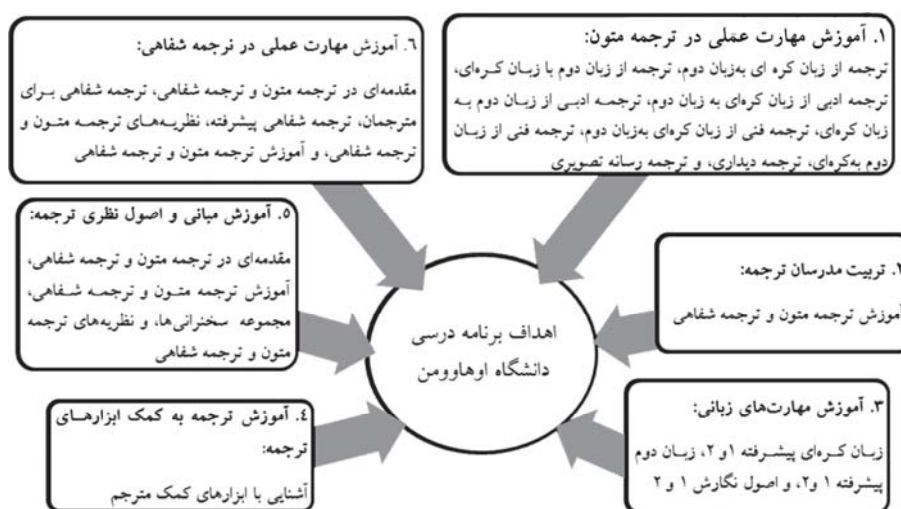 ۱. آموزش مهارت عملی در ترجمه متون:
ترجمه از زبان کره ای به‌زبان دوم، ترجمه از زبان دوم با زبان کره‌ای،
ترجمه ادبی از زبان کره‌ای به زبان دوم، ترجمه ادبی از زبان دوم به
زبان کره‌ای، ترجمه فنی از زبان کره‌ای به‌زبان دوم، ترجمه فنی از زبان
دوم به‌کره‌ای، ترجمه دیداری، و ترجمه رسانه تصویری
۲. تربیت مدرسان ترجمه:
آموزش ترجمه متون و ترجمه شفاهی
۳. آموزش مهارت‌های زبانی:
زبان کره‌ای پیشرفته ۱و ۲، زبان دوم
پیشرفته ۱ و۲، و اصول نگارش ۱ و ۲
۴. آموزش ترجمه به کمک ابزارهای
ترجمه:
آشنایی با ابزارهای کمک مترجم
۵. آموزش مبانی و اصول نظری ترجمه:
مقدمه‌ای در ترجمه متون و ترجمه شفاهی،
آموزش ترجمه متون و ترجمه شفاهی،
مجموعه سخنرانی‌ها، و نظریه‌های ترجمه
متون و ترجمه شفاهی
۶. آموزش مهارت عملی در ترجمه شفاهی:
مقدمه‌ای در ترجمه متون و ترجمه شفاهی، ترجمه شفاهی برای
مترجمان، ترجمه شفاهی پیشرفته، نظریه‌های ترجمه متون و
ترجمه شفاهی، و آموزش ترجمه متون و ترجمه شفاهی
اهداف برنامه درسی
دانشگاه اوهاوومن